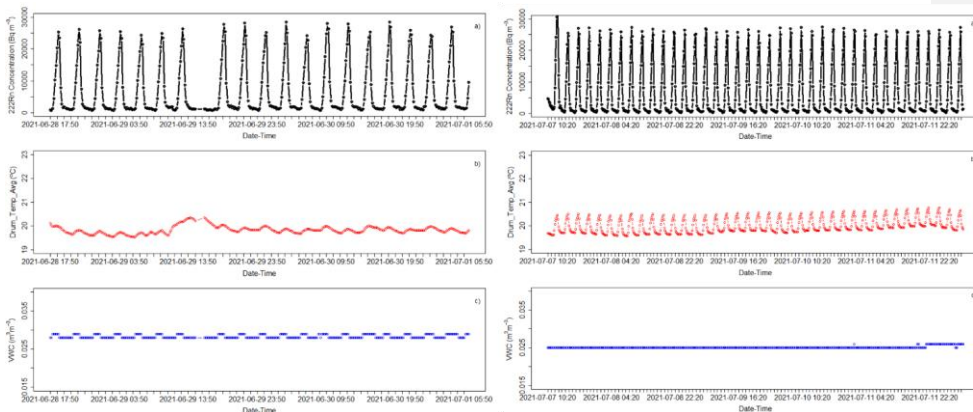 222Rn Concentration (Bq m⁻³)
30000
20000
10000
0
a)
2021-06-28 17:50 2021-06-29 03:50 2021-06-29 13:50 2021-06-29 23:50 2021-06-30 09:50 2021-06-30 19:50 2021-07-01 05:50
Date-Time
Drum_Temp_Avg (ºC)
23
22
21
20
19
b)
2021-06-28 17:50 2021-06-29 03:50 2021-06-29 13:50 2021-06-29 23:50 2021-06-30 09:50 2021-06-30 19:50 2021-07-01 05:50
Date-Time
VWC (m³m⁻³)
0.035
0.025
0.015
c)
2021-06-28 17:50 2021-06-29 03:50 2021-06-29 13:50 2021-06-29 23:50 2021-06-30 09:50 2021-06-30 19:50 2021-07-01 05:50
Date-Time
222Rn Concentration (Bq m⁻³)
30000
20000
10000
0
2021-07-07 10:20 2021-07-08 04:20 2021-07-08 22:20 2021-07-09 16:20 2021-07-10 10:20 2021-07-11 04:20 2021-07-11 22:20
Date-Time
Drum_Temp_Avg (ºC)
23
22
21
20
19
2021-07-07 10:20 2021-07-08 04:20 2021-07-08 22:20 2021-07-09 16:20 2021-07-10 10:20 2021-07-11 04:20 2021-07-11 22:20
Date-Time
VWC (m³m⁻³)
0.035
0.025
0.015
2021-07-07 10:20 2021-07-08 04:20 2021-07-08 22:20 2021-07-09 16:20 2021-07-10 10:20 2021-07-11 04:20 2021-07-11 22:20
Date-Time